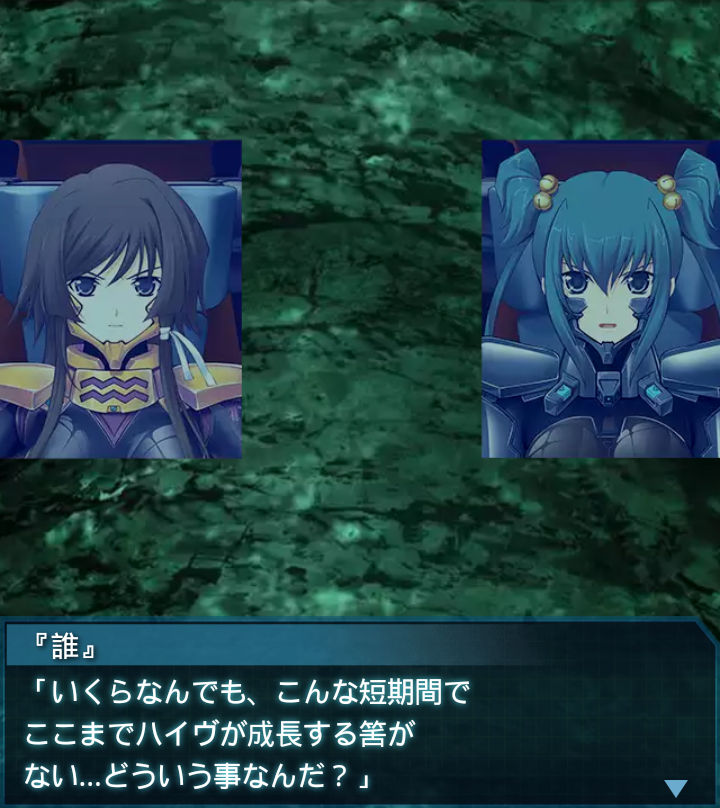 『誰』
「いくらなんでも、こんな短期間で
ここまでハイヴが成長する筈が
ない…どういう事なんだ？」